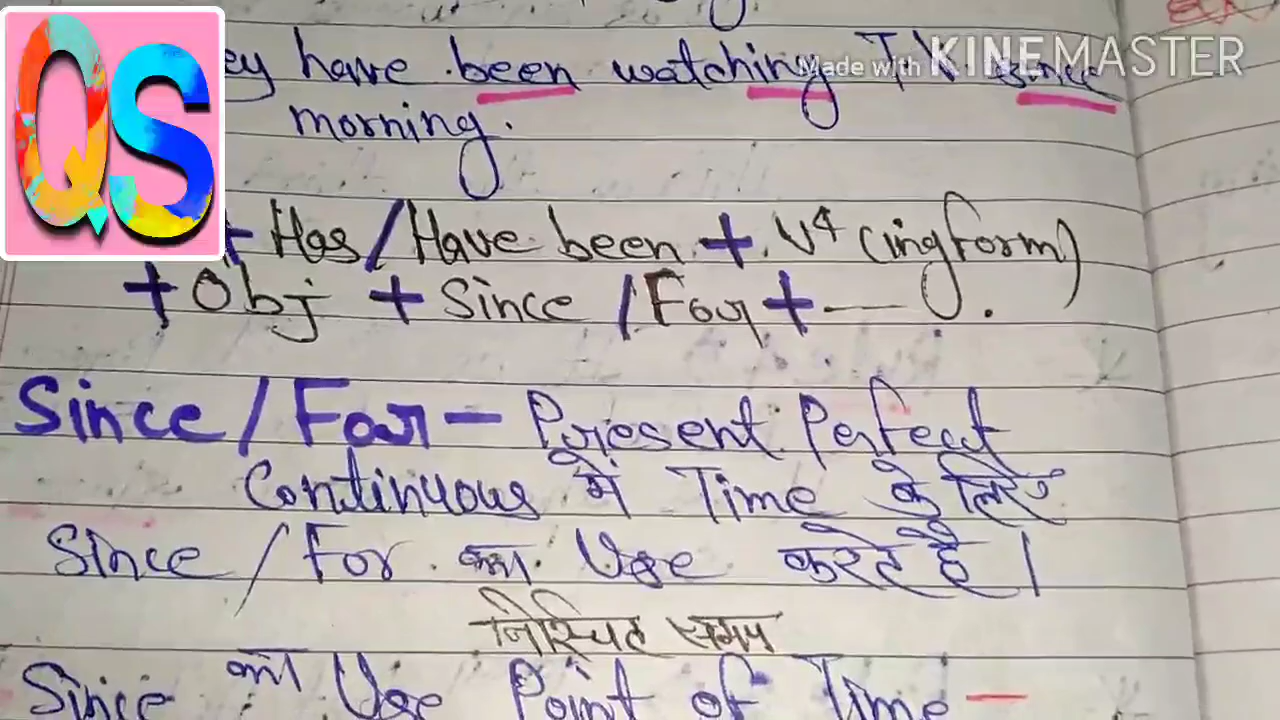 QS
Made with KINEMASTER
ey have been watching T.V since
morning.
+ Has/Have been + V4 (ing form)
+ Obj + Since / For + — .
Since / For – Present Perfect
Continuous में Time के लिए
Since / For का Use करते है।
निश्चित समय
Since का Use Point of Time —